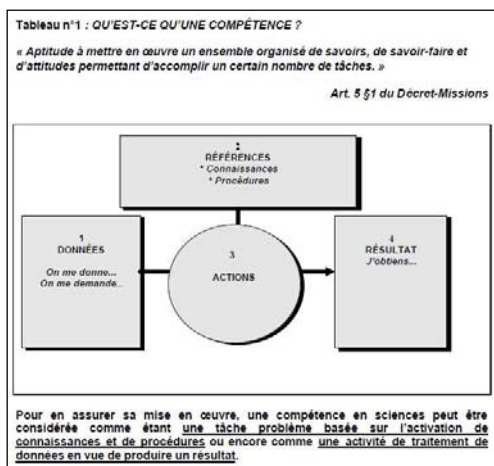 Tableau n°1 : QU'EST-CE QU'UNE COMPÉTENCE ?
« Aptitude à mettre en œuvre un ensemble organisé de savoirs, de savoir-faire et
d'attitudes permettant d'accomplir un certain nombre de tâches. »
Art. 5 §1 du Décret-Missions
2
RÉFÉRENCES
* Connaissances
* Procédures
1
DONNÉES
On me donne...
On me demande...
3
ACTIONS
4
RÉSULTAT
J'obtiens...
Pour en assurer sa mise en œuvre, une compétence en sciences peut être
considérée comme étant une tâche problème basée sur l'activation de
connaissances et de procédures ou encore comme une activité de traitement de
données en vue de produire un résultat.